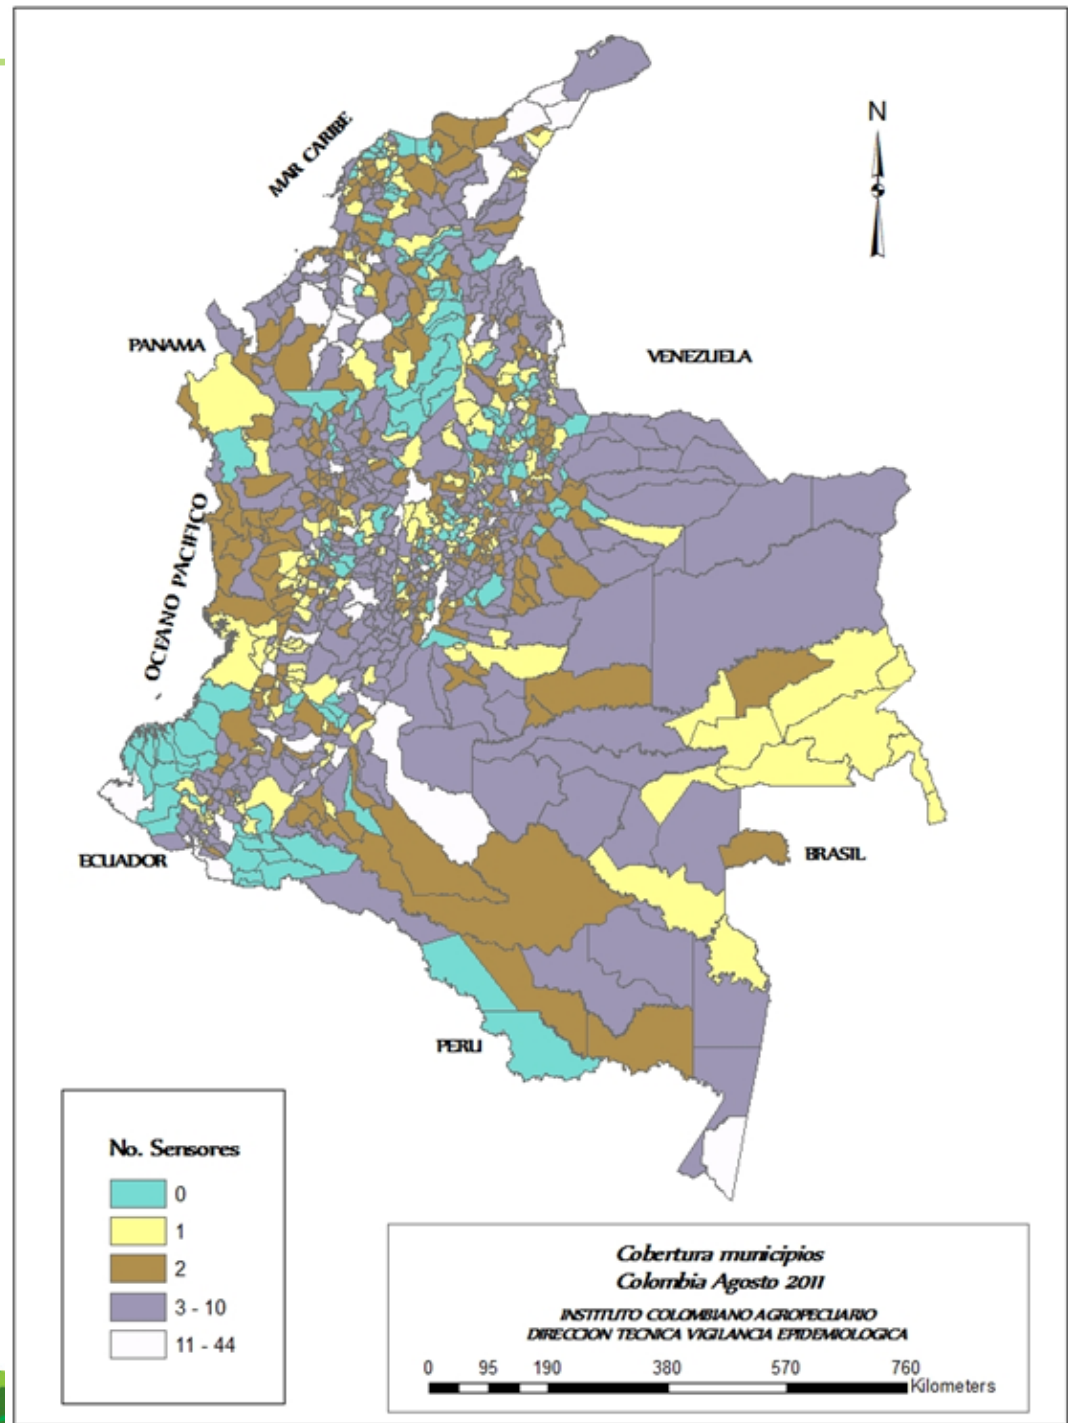 N
MAR CARIBE
PANAMA
VENEZUELA
OCEANO PACIFICO
ECUADOR
BRASIL
PERU
No. Sensores
0
1
2
3 - 10
11 - 44
Cobertura municipios
Colombia Agosto 2011
INSTITUTO COLOMBIANO AGROPECUARIO
DIRECCION TECNICA VIGILANCIA EPIDEMIOLOGICA
0 95 190 380 570 760
Kilometers